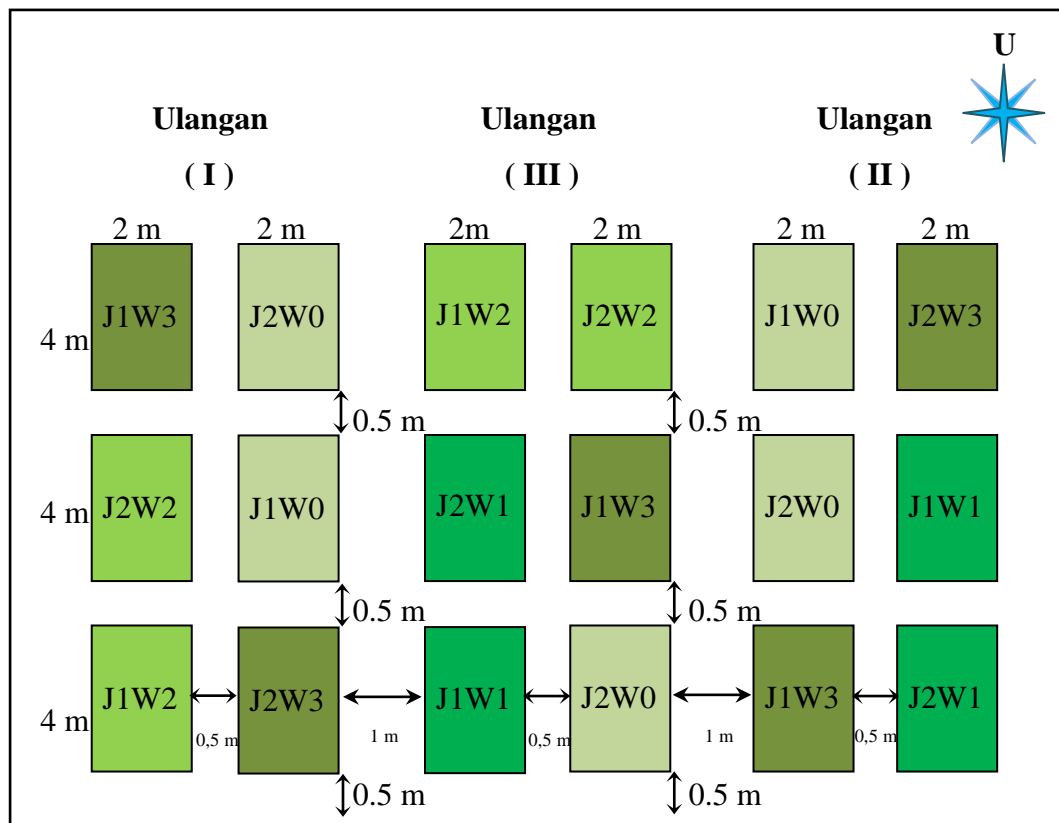 U
Ulangan Ulangan Ulangan
( I ) ( III ) ( II )
2 m 2 m 2m 2 m 2 m 2 m
J1W3 J2W0 J1W2 J2W2 J1W0 J2W3
4 m
0.5 m 0.5 m
4 m J2W2 J1W0 J2W1 J1W3 J2W0 J1W1
0.5 m 0.5 m
J1W2 J2W3 J1W1 J2W0 J1W3 J2W1
4 m 0,5 m 1 m 0,5 m 1 m 0,5 m
0.5 m 0.5 m